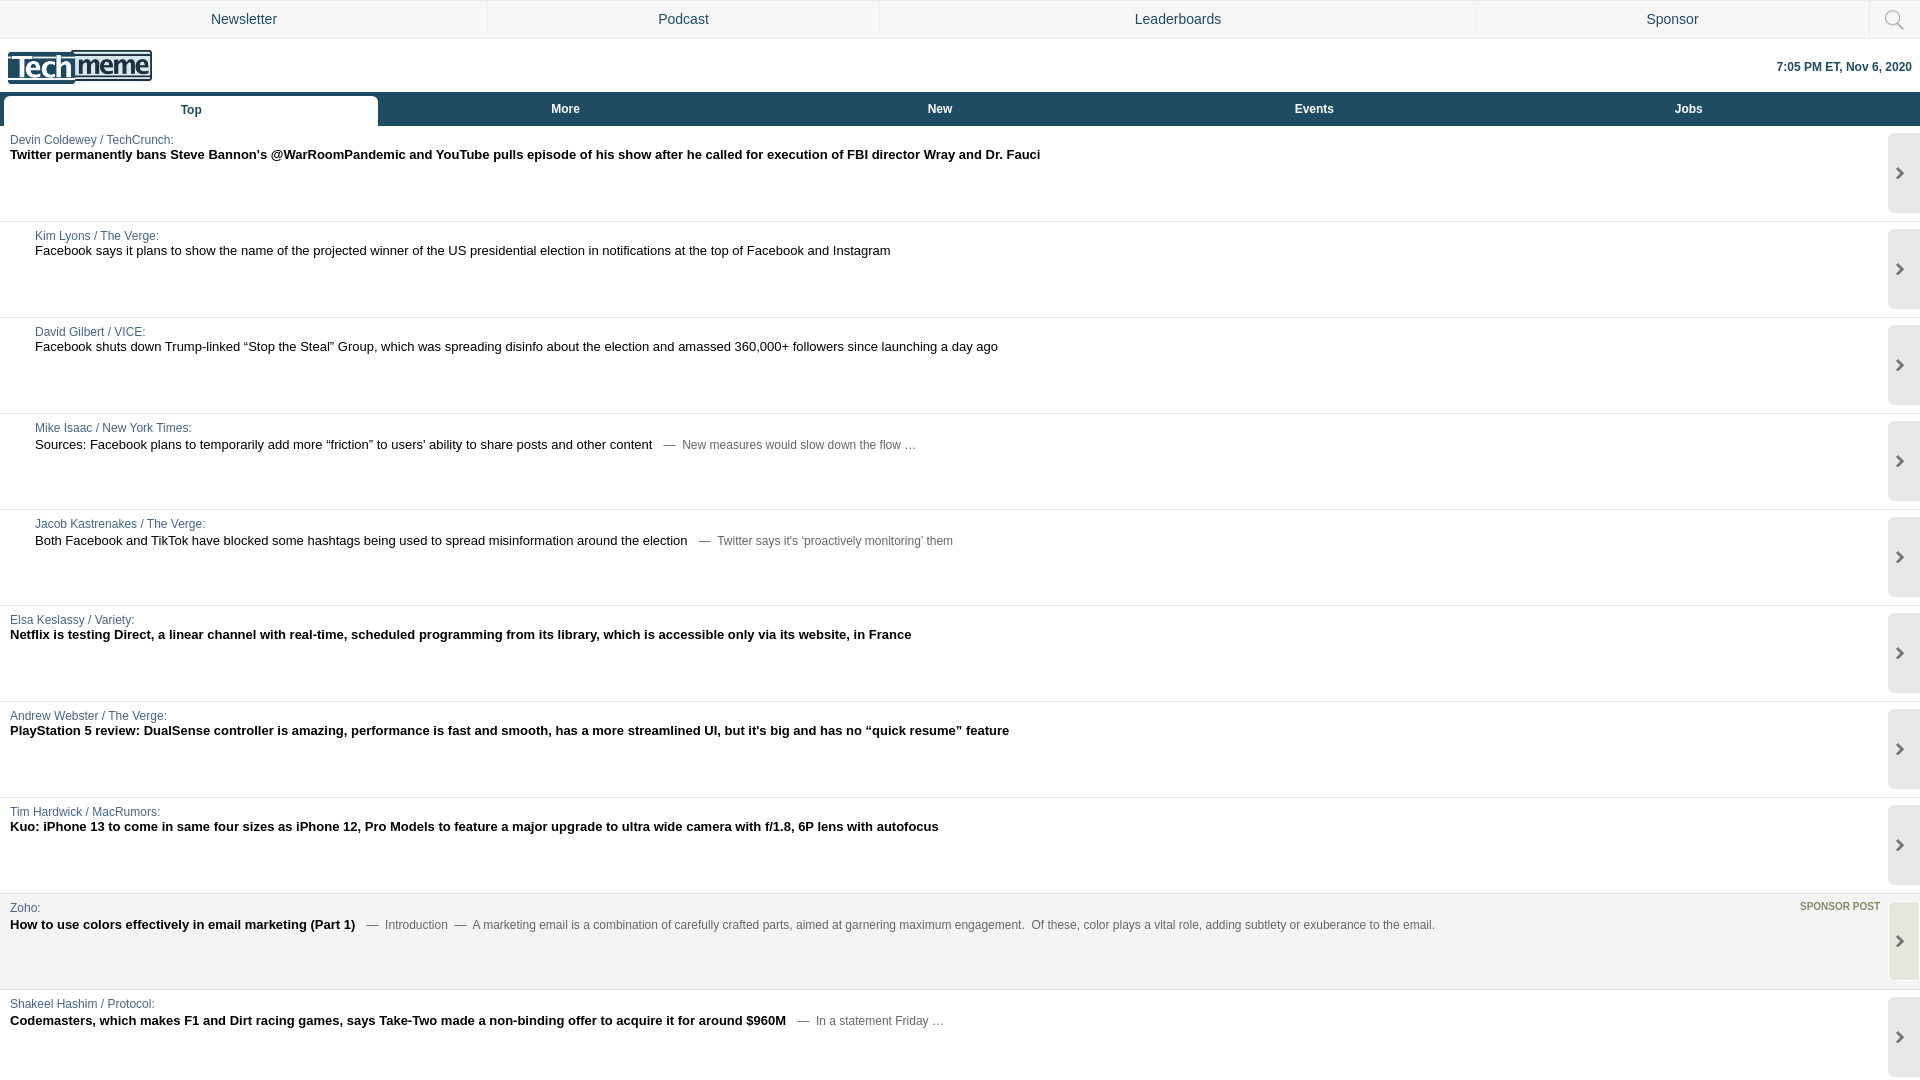 Newsletter
Podcast
Leaderboards
Sponsor
Techmeme
7:05 PM ET, Nov 6, 2020
Top
More
New
Events
Jobs
Devin Coldewey / TechCrunch:
Twitter permanently bans Steve Bannon's @WarRoomPandemic and YouTube pulls episode of his show after he called for execution of FBI director Wray and Dr. Fauci
Kim Lyons / The Verge:
Facebook says it plans to show the name of the projected winner of the US presidential election in notifications at the top of Facebook and Instagram
David Gilbert / VICE:
Facebook shuts down Trump-linked “Stop the Steal” Group, which was spreading disinfo about the election and amassed 360,000+ followers since launching a day ago
Mike Isaac / New York Times:
Sources: Facebook plans to temporarily add more “friction” to users' ability to share posts and other content — New measures would slow down the flow …
Jacob Kastrenakes / The Verge:
Both Facebook and TikTok have blocked some hashtags being used to spread misinformation around the election — Twitter says it's ‘proactively monitoring’ them
Elsa Keslassy / Variety:
Netflix is testing Direct, a linear channel with real-time, scheduled programming from its library, which is accessible only via its website, in France
Andrew Webster / The Verge:
PlayStation 5 review: DualSense controller is amazing, performance is fast and smooth, has a more streamlined UI, but it's big and has no “quick resume” feature
Tim Hardwick / MacRumors:
Kuo: iPhone 13 to come in same four sizes as iPhone 12, Pro Models to feature a major upgrade to ultra wide camera with f/1.8, 6P lens with autofocus
Zoho:
SPONSOR POST
How to use colors effectively in email marketing (Part 1) — Introduction — A marketing email is a combination of carefully crafted parts, aimed at garnering maximum engagement. Of these, color plays a vital role, adding subtlety or exuberance to the email.
Shakeel Hashim / Protocol:
Codemasters, which makes F1 and Dirt racing games, says Take-Two made a non-binding offer to acquire it for around $960M — In a statement Friday …